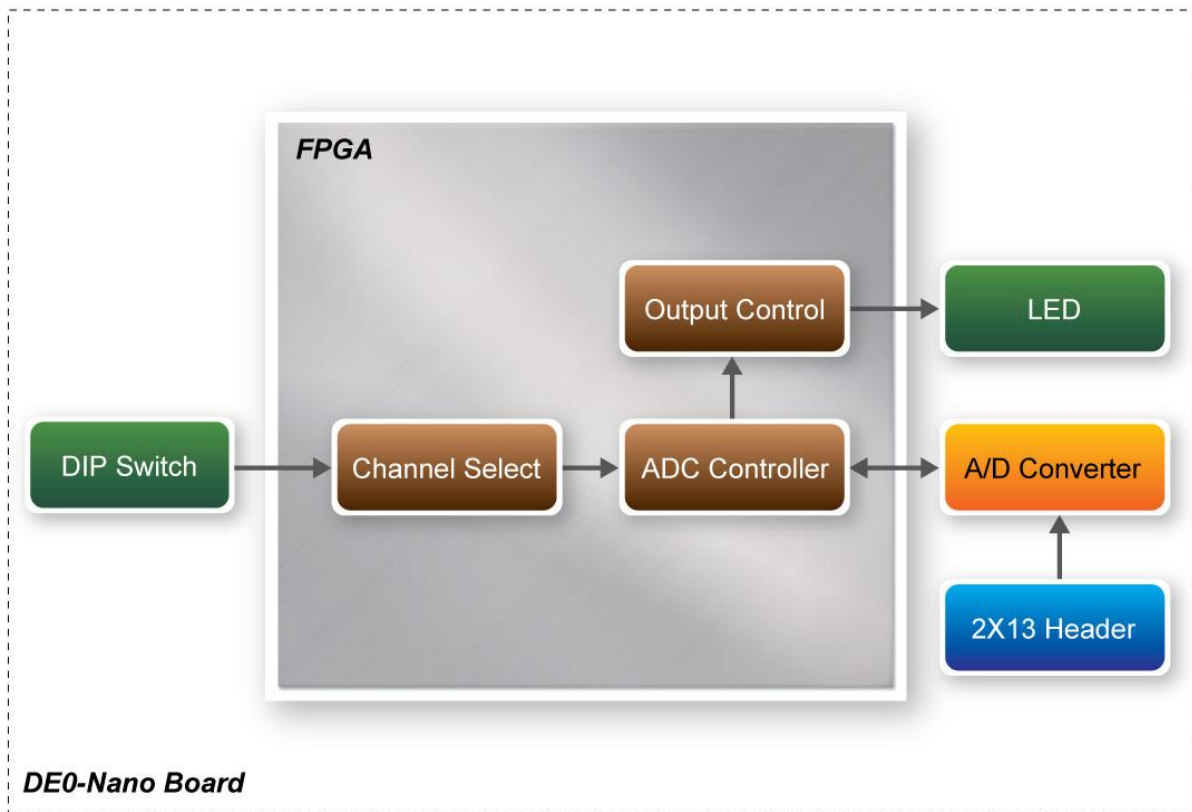 FPGA
Output Control
LED
DIP Switch
Channel Select
ADC Controller
A/D Converter
2X13 Header
DE0-Nano Board